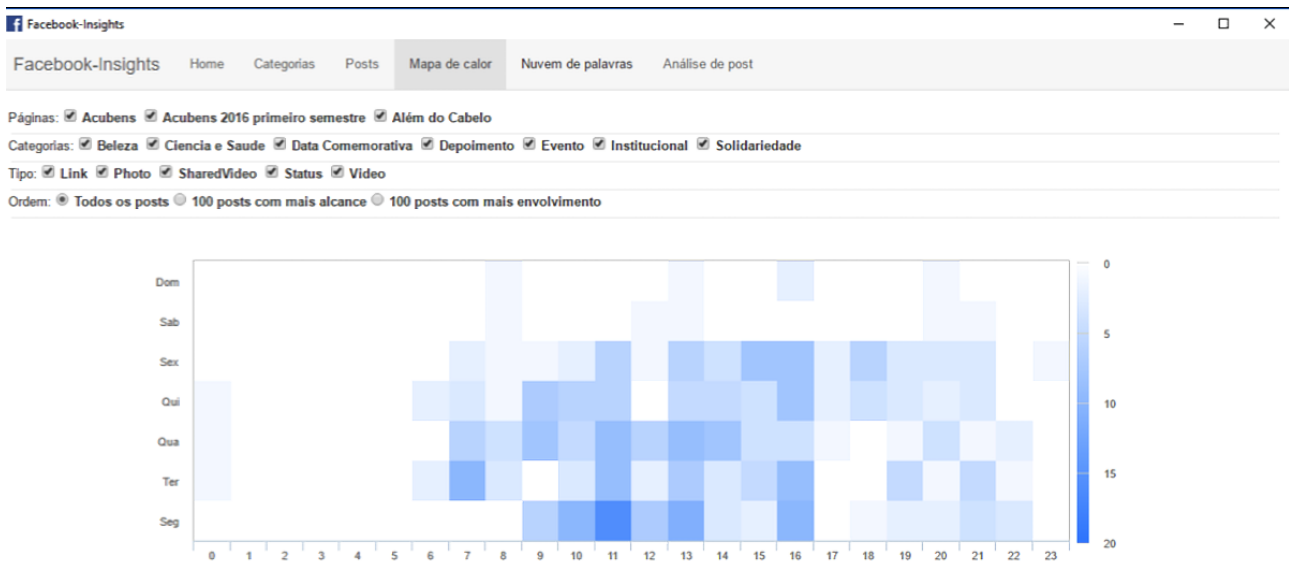 Facebook-Insights
Facebook-Insights Home Categorias Posts Mapa de calor Nuvem de palavras Análise de post
Páginas: Acubens Acubens 2016 primeiro semestre Além do Cabelo
Categorias: Beleza Ciencia e Saude Data Comemorativa Depoimento Evento Institucional Solidariedade
Tipo: Link Photo SharedVideo Status Video
Ordem: Todos os posts 100 posts com mais alcance 100 posts com mais envolvimento
Dom
Sab
Sex
Qui
Qua
Ter
Seg
0 1 2 3 4 5 6 7 8 9 10 11 12 13 14 15 16 17 18 19 20 21 22 23
0
5
10
15
20